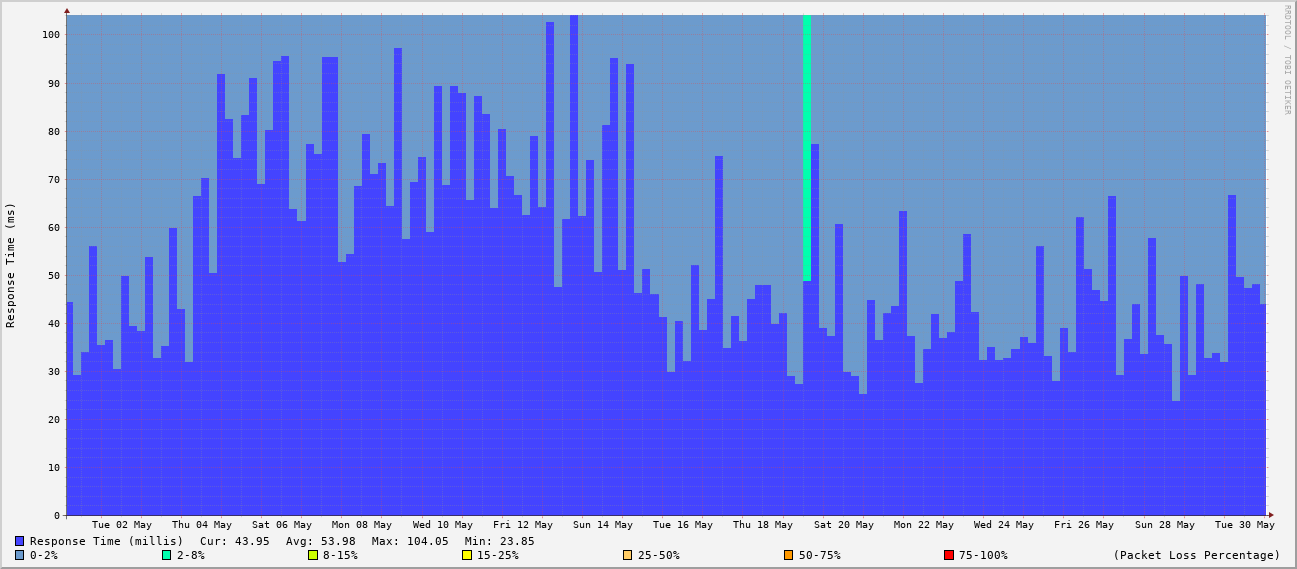 RRDTOOL / TOBI OETIKER
Response Time (ms)
100
90
80
70
60
50
40
30
20
10
0
Tue 02 May Thu 04 May Sat 06 May Mon 08 May Wed 10 May Fri 12 May Sun 14 May Tue 16 May Thu 18 May Sat 20 May Mon 22 May Wed 24 May Fri 26 May Sun 28 May Tue 30 May
Response Time (millis) Cur: 43.95 Avg: 53.98 Max: 104.05 Min: 23.85
0-2% 2-8% 8-15% 15-25% 25-50% 50-75% 75-100% (Packet Loss Percentage)